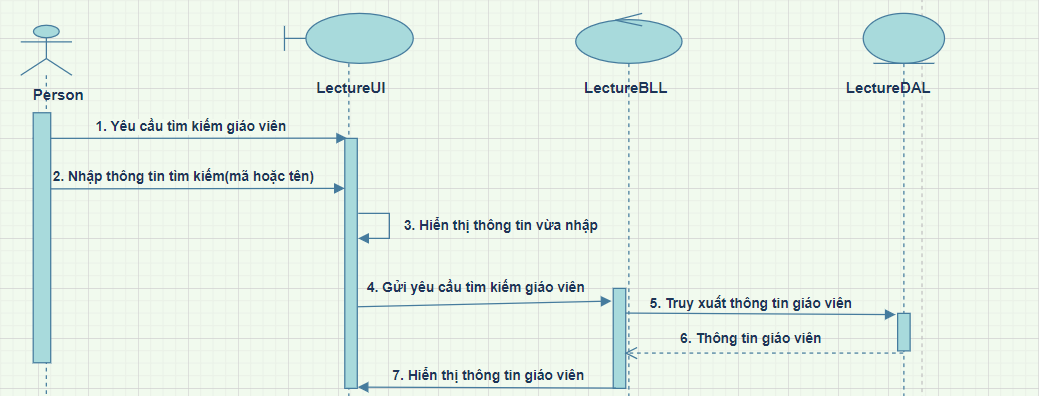 Person
LectureUI
LectureBLL
LectureDAL
1. Yêu cầu tìm kiếm giáo viên
2. Nhập thông tin tìm kiếm(mã hoặc tên)
3. Hiển thị thông tin vừa nhập
4. Gửi yêu cầu tìm kiếm giáo viên
5. Truy xuất thông tin giáo viên
6. Thông tin giáo viên
7. Hiển thị thông tin giáo viên